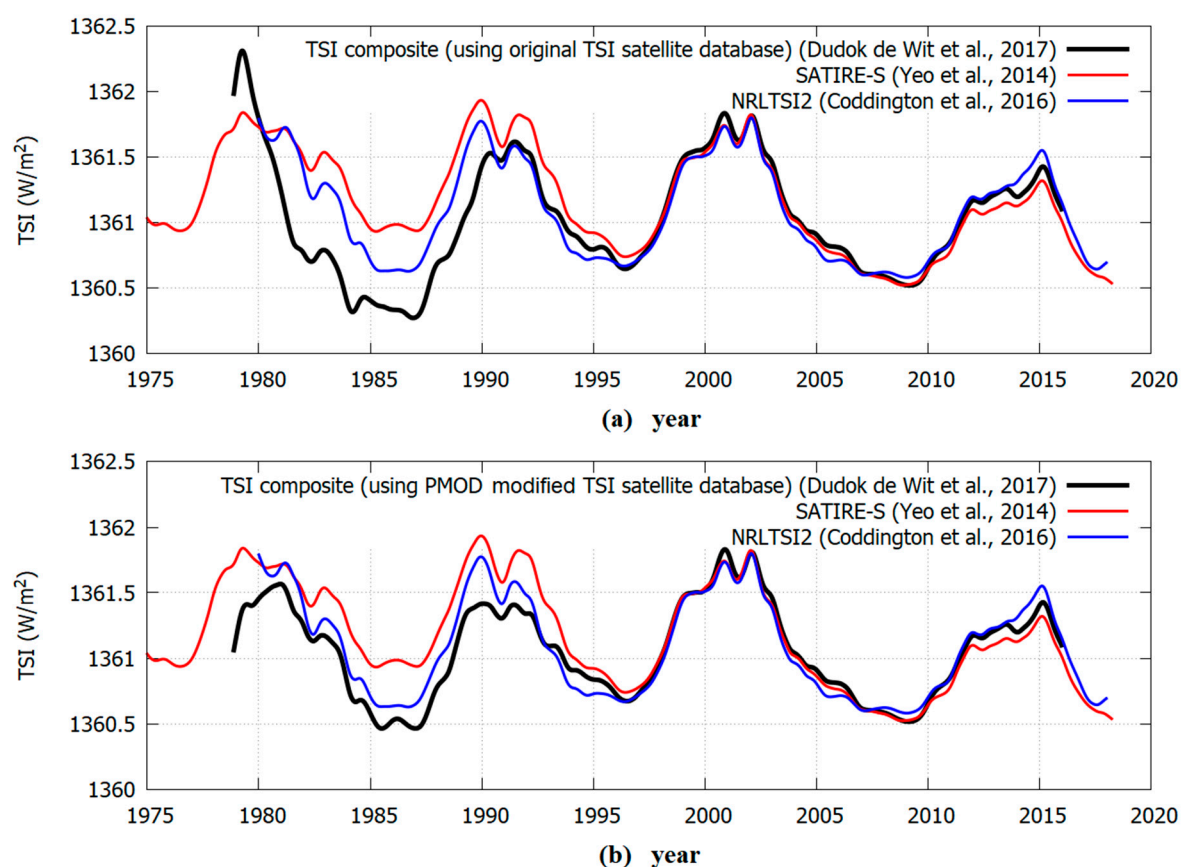 1362.5
TSI composite (using original TSI satellite database) (Dudok de Wit et al., 2017)
SATIRE-S (Yeo et al., 2014)
1362
NRLTSI2 (Coddington et al., 2016)
1361.5
TSI (W/m²)
1361
1360.5
1360
1975 1980 1985 1990 1995 2000 2005 2010 2015 2020
(a) year
1362.5
TSI composite (using PMOD modified TSI satellite database) (Dudok de Wit et al., 2017)
SATIRE-S (Yeo et al., 2014)
1362
NRLTSI2 (Coddington et al., 2016)
1361.5
TSI (W/m²)
1361
1360.5
1360
1975 1980 1985 1990 1995 2000 2005 2010 2015 2020
(b) year